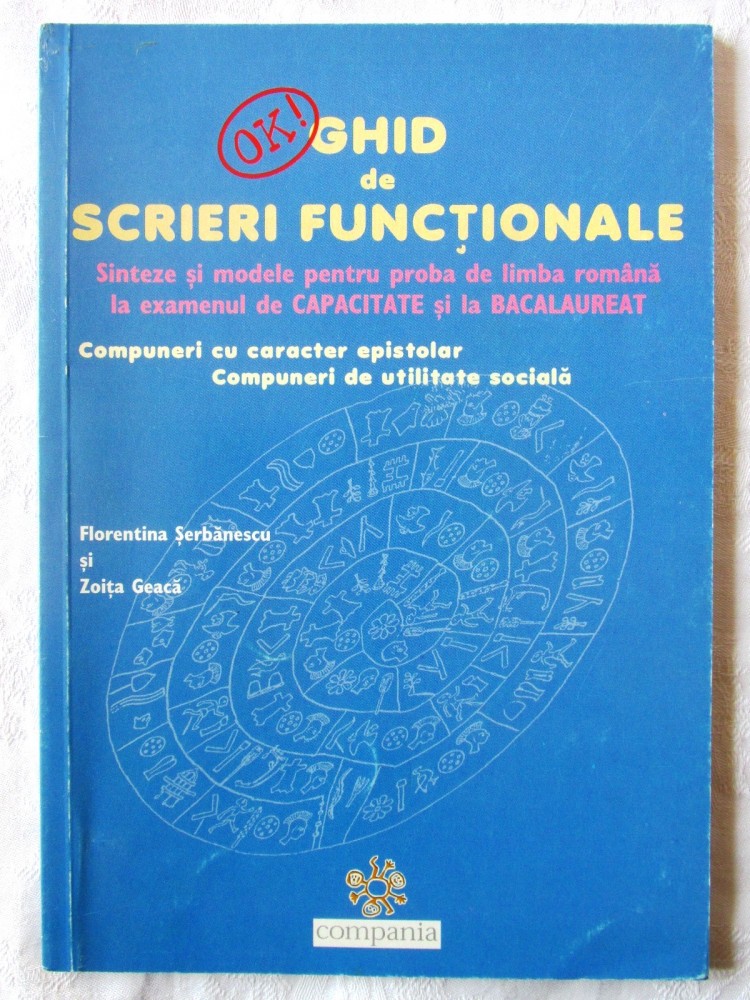 OK!
GHID
de
SCRIERI FUNCȚIONALE
Sinteze și modele pentru proba de limba română
la examenul de CAPACITATE și la BACALAUREAT
Compuneri cu caracter epistolar
Compuneri de utilitate socială
Florentina Șerbănescu
și
Zoița Geacă
compania